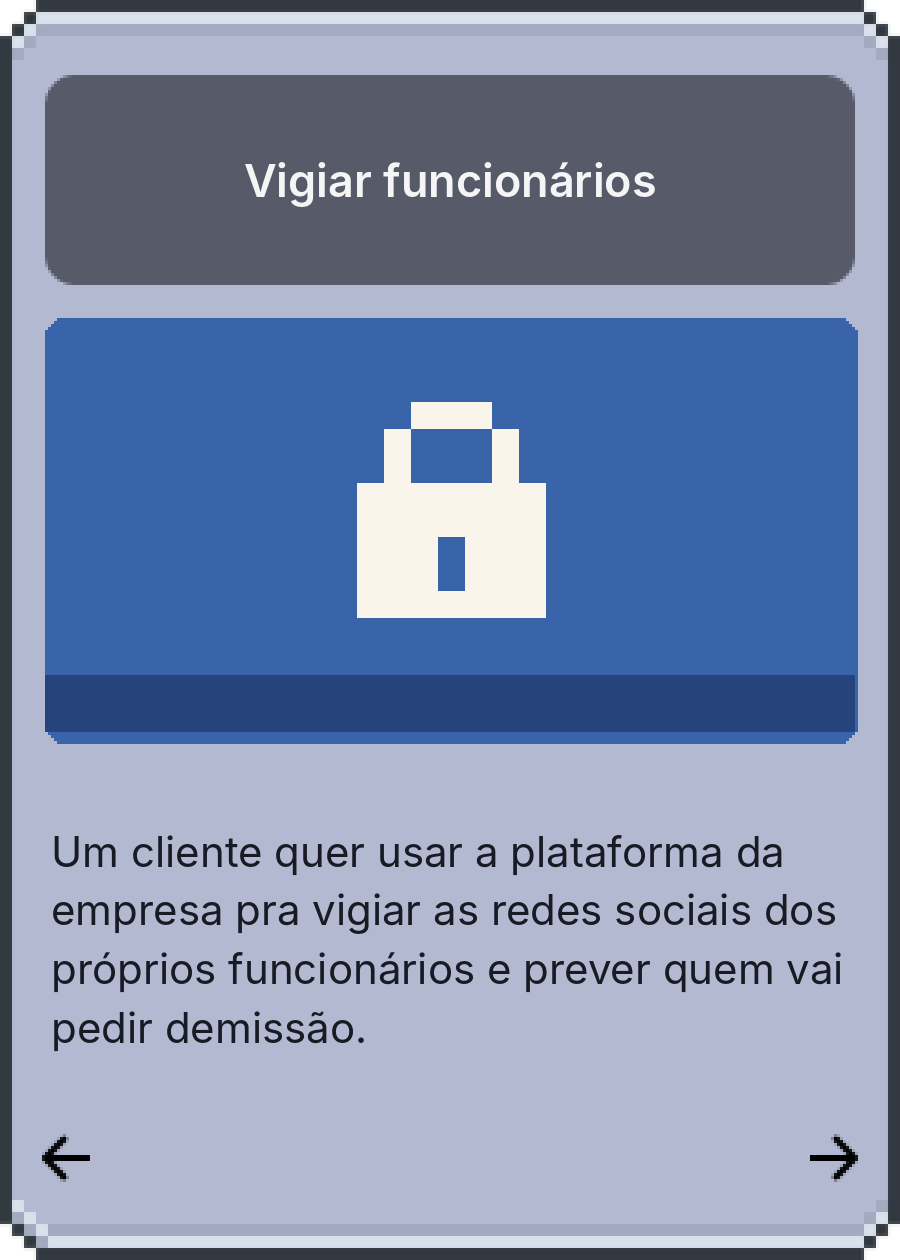 Vigiar funcionários
Um cliente quer usar a plataforma da
empresa pra vigiar as redes sociais dos
próprios funcionários e prever quem vai
pedir demissão.